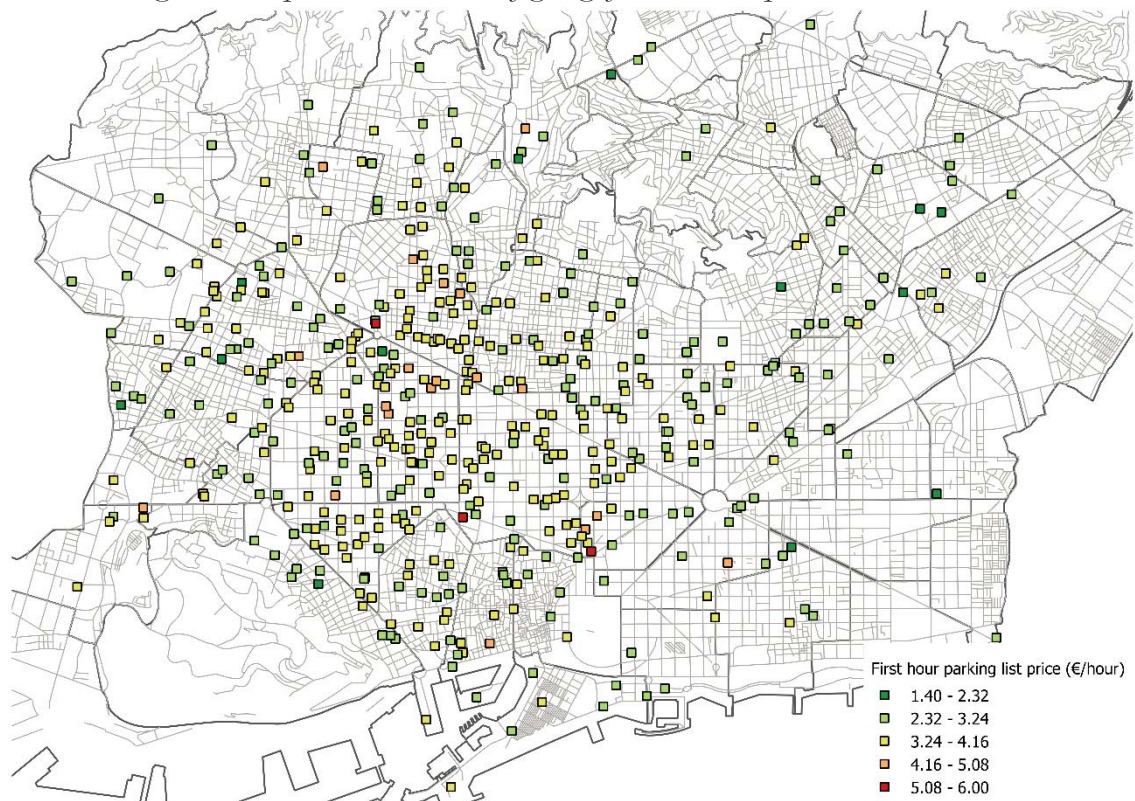 First hour parking list price (€/hour)
1.40 - 2.32
2.32 - 3.24
3.24 - 4.16
4.16 - 5.08
5.08 - 6.00